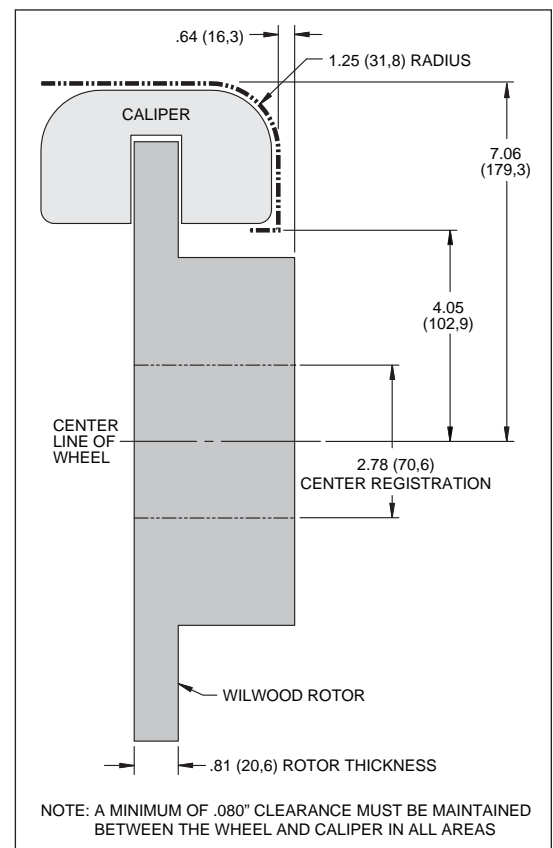 .64 (16,3)
1.25 (31,8) RADIUS
CALIPER
7.06
(179,3)
4.05
(102,9)
CENTER
LINE OF
WHEEL
2.78 (70,6)
CENTER REGISTRATION
WILWOOD ROTOR
.81 (20,6) ROTOR THICKNESS
NOTE: A MINIMUM OF .080" CLEARANCE MUST BE MAINTAINED
BETWEEN THE WHEEL AND CALIPER IN ALL AREAS